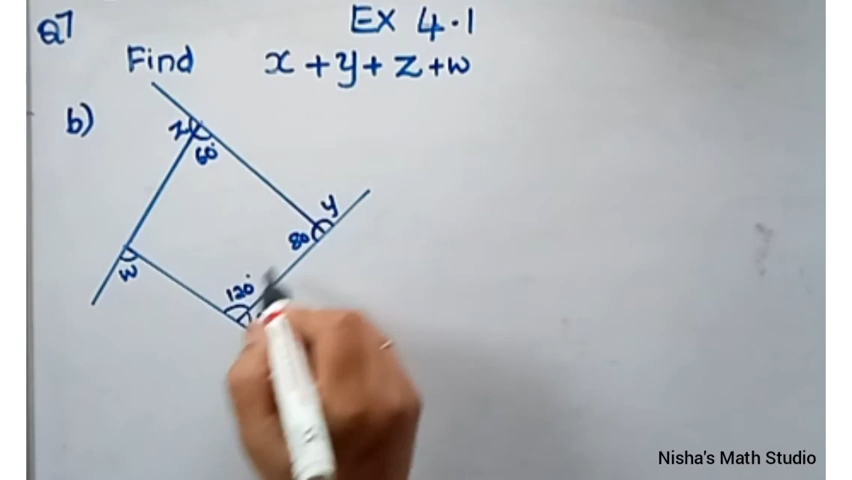 Q7
Ex 4.1
Find x + y + z + w
b)
z
60°
y
80
120°
w
Nisha's Math Studio